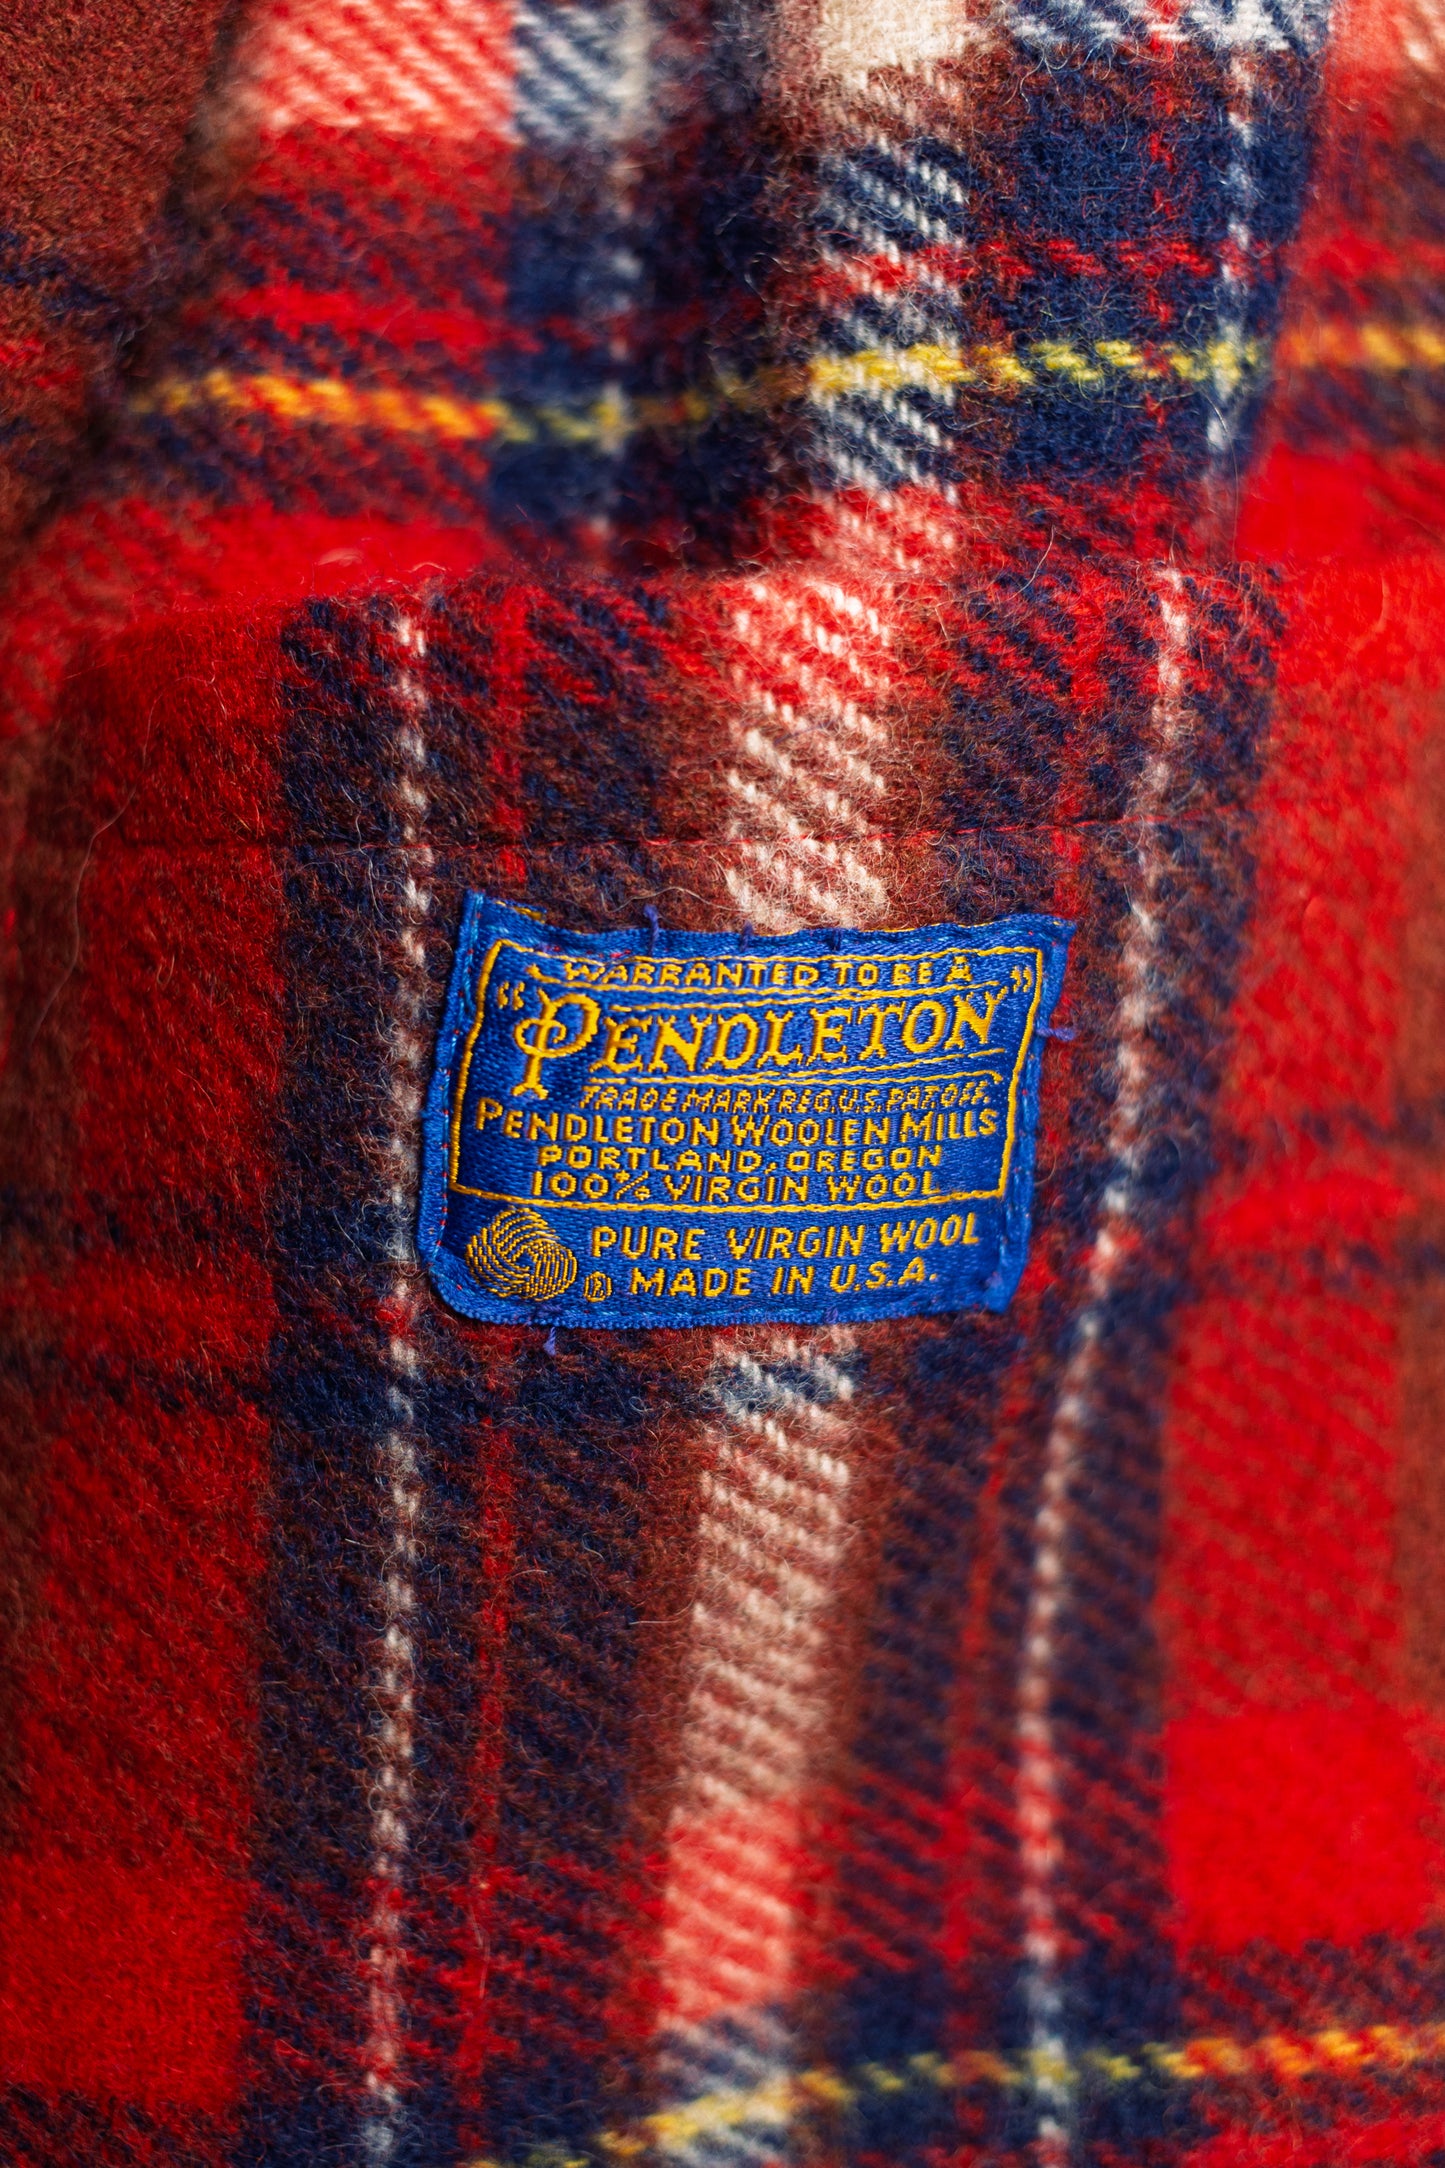 WARRANTED TO BE A
"PENDLETON"
TRADE MARK REG. U.S. PAT. OFF.
PENDLETON WOOLEN MILLS
PORTLAND, OREGON
100% VIRGIN WOOL
PURE VIRGIN WOOL
® MADE IN U.S.A.